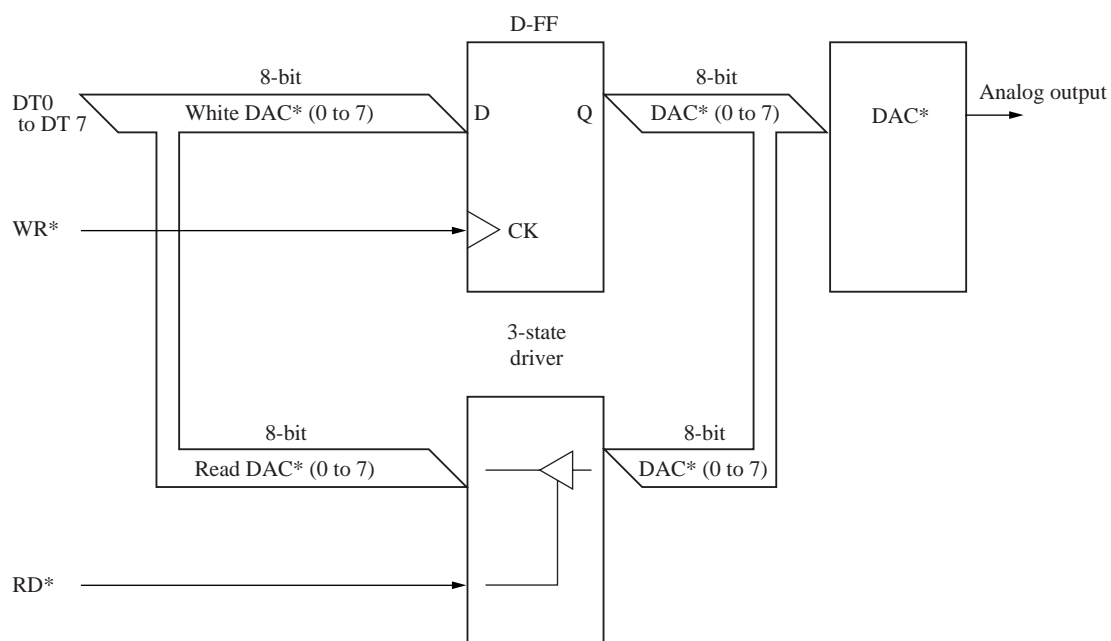 D-FF
8-bit
8-bit
Analog output
DT0
to DT 7
White DAC* (0 to 7)
D
Q
DAC* (0 to 7)
DAC*
WR*
CK
3-state
driver
8-bit
8-bit
Read DAC* (0 to 7)
DAC* (0 to 7)
RD*